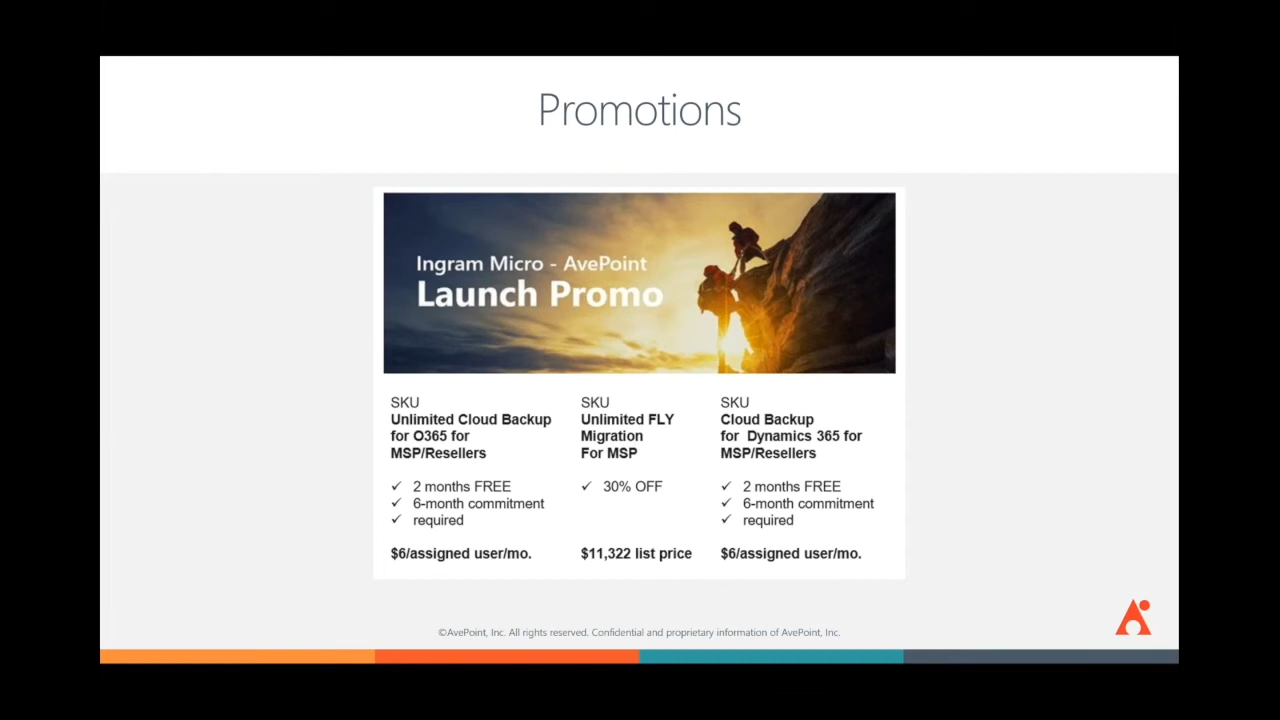 Promotions
Ingram Micro - AvePoint
Launch Promo
SKU
Unlimited Cloud Backup
for O365 for
MSP/Resellers
✓ 2 months FREE
✓ 6-month commitment
✓ required
$6/assigned user/mo.
SKU
Unlimited FLY
Migration
For MSP
✓ 30% OFF
$11,322 list price
SKU
Cloud Backup
for Dynamics 365 for
MSP/Resellers
✓ 2 months FREE
✓ 6-month commitment
✓ required
$6/assigned user/mo.
©AvePoint, Inc. All rights reserved. Confidential and proprietary information of AvePoint, Inc.